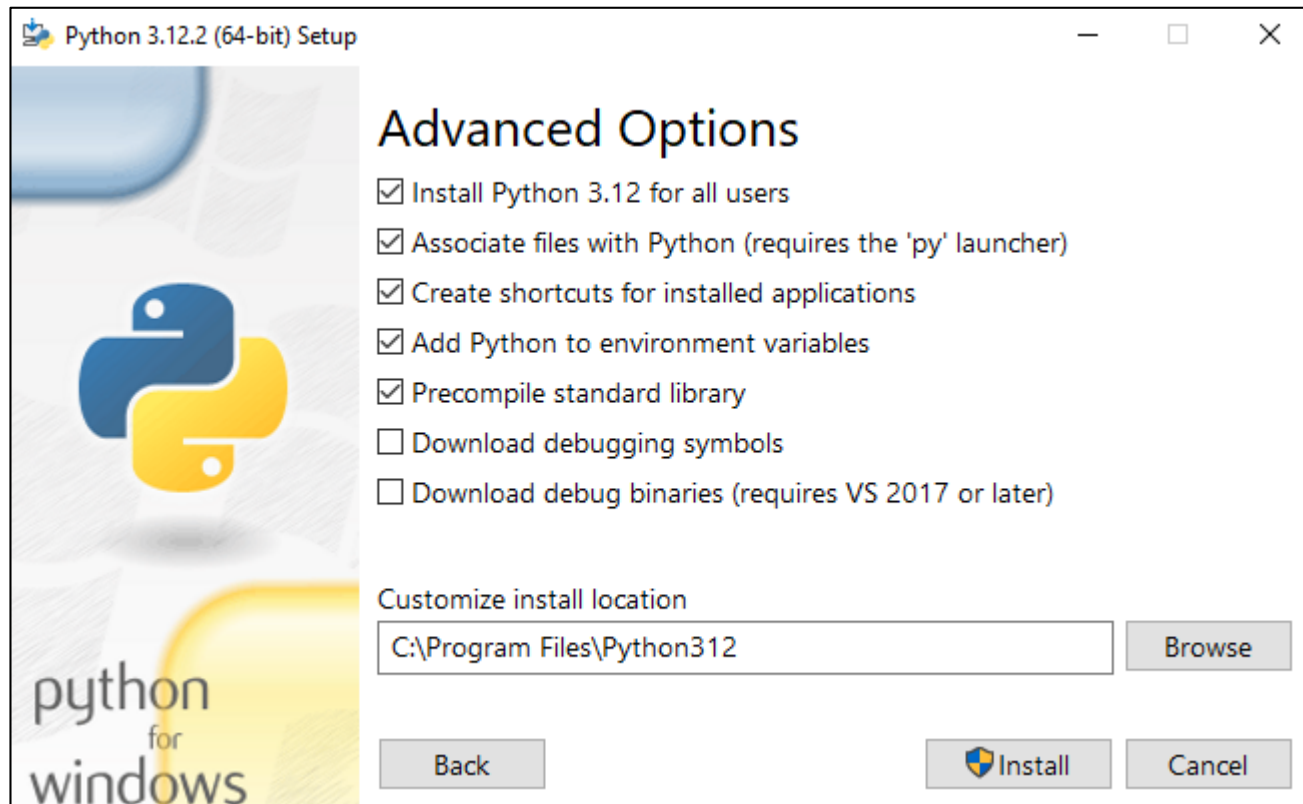 Python 3.12.2 (64-bit) Setup
Advanced Options
Install Python 3.12 for all users
Associate files with Python (requires the 'py' launcher)
Create shortcuts for installed applications
Add Python to environment variables
Precompile standard library
Download debugging symbols
Download debug binaries (requires VS 2017 or later)
Customize install location
C:\Program Files\Python312
Browse
python
for
windows
Back
Install
Cancel